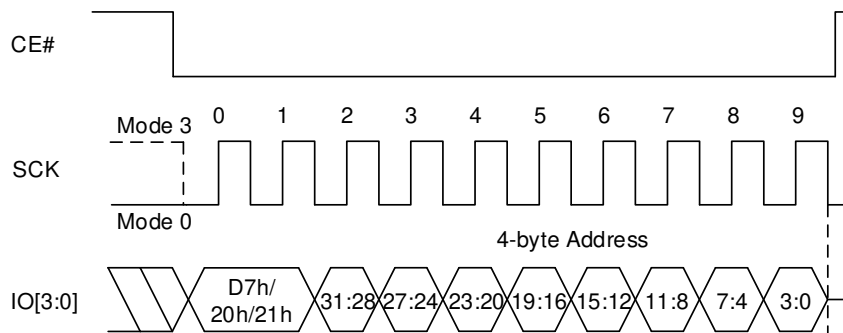 CE#
Mode 3
0 1 2 3 4 5 6 7 8 9
SCK
Mode 0
4-byte Address
IO[3:0]
D7h/
20h/21h
31:28 27:24 23:20 19:16 15:12 11:8 7:4 3:0